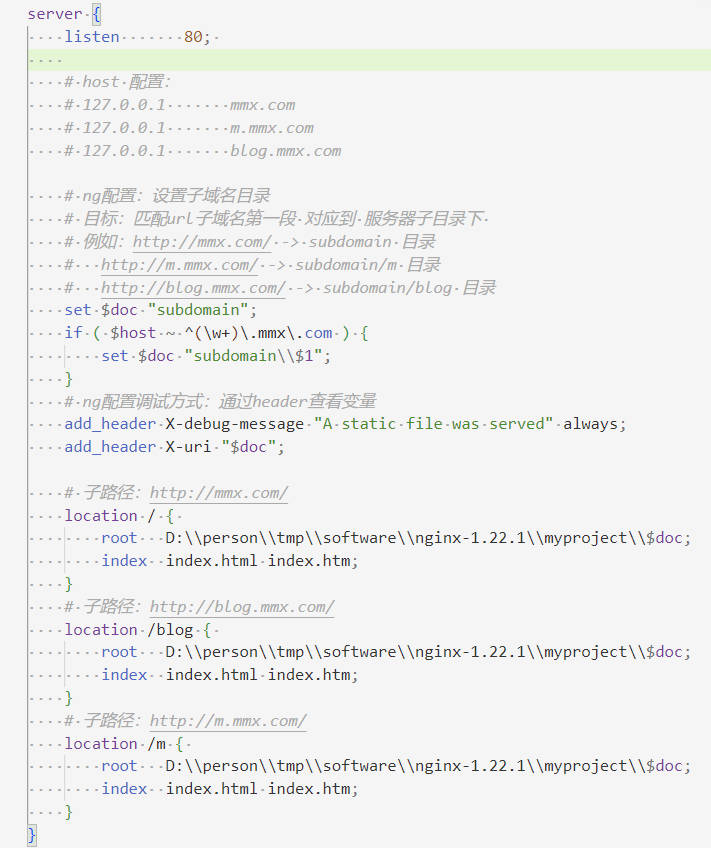 server {
    listen       80; 
    
    # host 配置：
    # 127.0.0.1       mmx.com
    # 127.0.0.1       m.mmx.com
    # 127.0.0.1       blog.mmx.com

    # ng配置：设置子域名目录
    # 目标：匹配url子域名第一段 对应到 服务器子目录下 
    # 例如：http://mmx.com/ -> subdomain 目录
    #   http://m.mmx.com/ -> subdomain/m 目录
    #   http://blog.mmx.com/ -> subdomain/blog 目录
    set $doc "subdomain";
    if ( $host ~ ^(\w+)\.mmx\.com ) {
        set $doc "subdomain\\$1";
    }
    # ng配置调试方式：通过header查看变量
    add_header X-debug-message "A static file was served" always;
    add_header X-uri "$doc";

    # 子路径：http://mmx.com/
    location / {
        root   D:\\person\\tmp\\software\\nginx-1.22.1\\myproject\\$doc;
        index  index.html index.htm;
    }
    # 子路径：http://blog.mmx.com/
    location /blog { 
        root   D:\\person\\tmp\\software\\nginx-1.22.1\\myproject\\$doc;
        index  index.html index.htm;
    }
    # 子路径：http://m.mmx.com/
    location /m { 
        root   D:\\person\\tmp\\software\\nginx-1.22.1\\myproject\\$doc;
        index  index.html index.htm;
    }
}